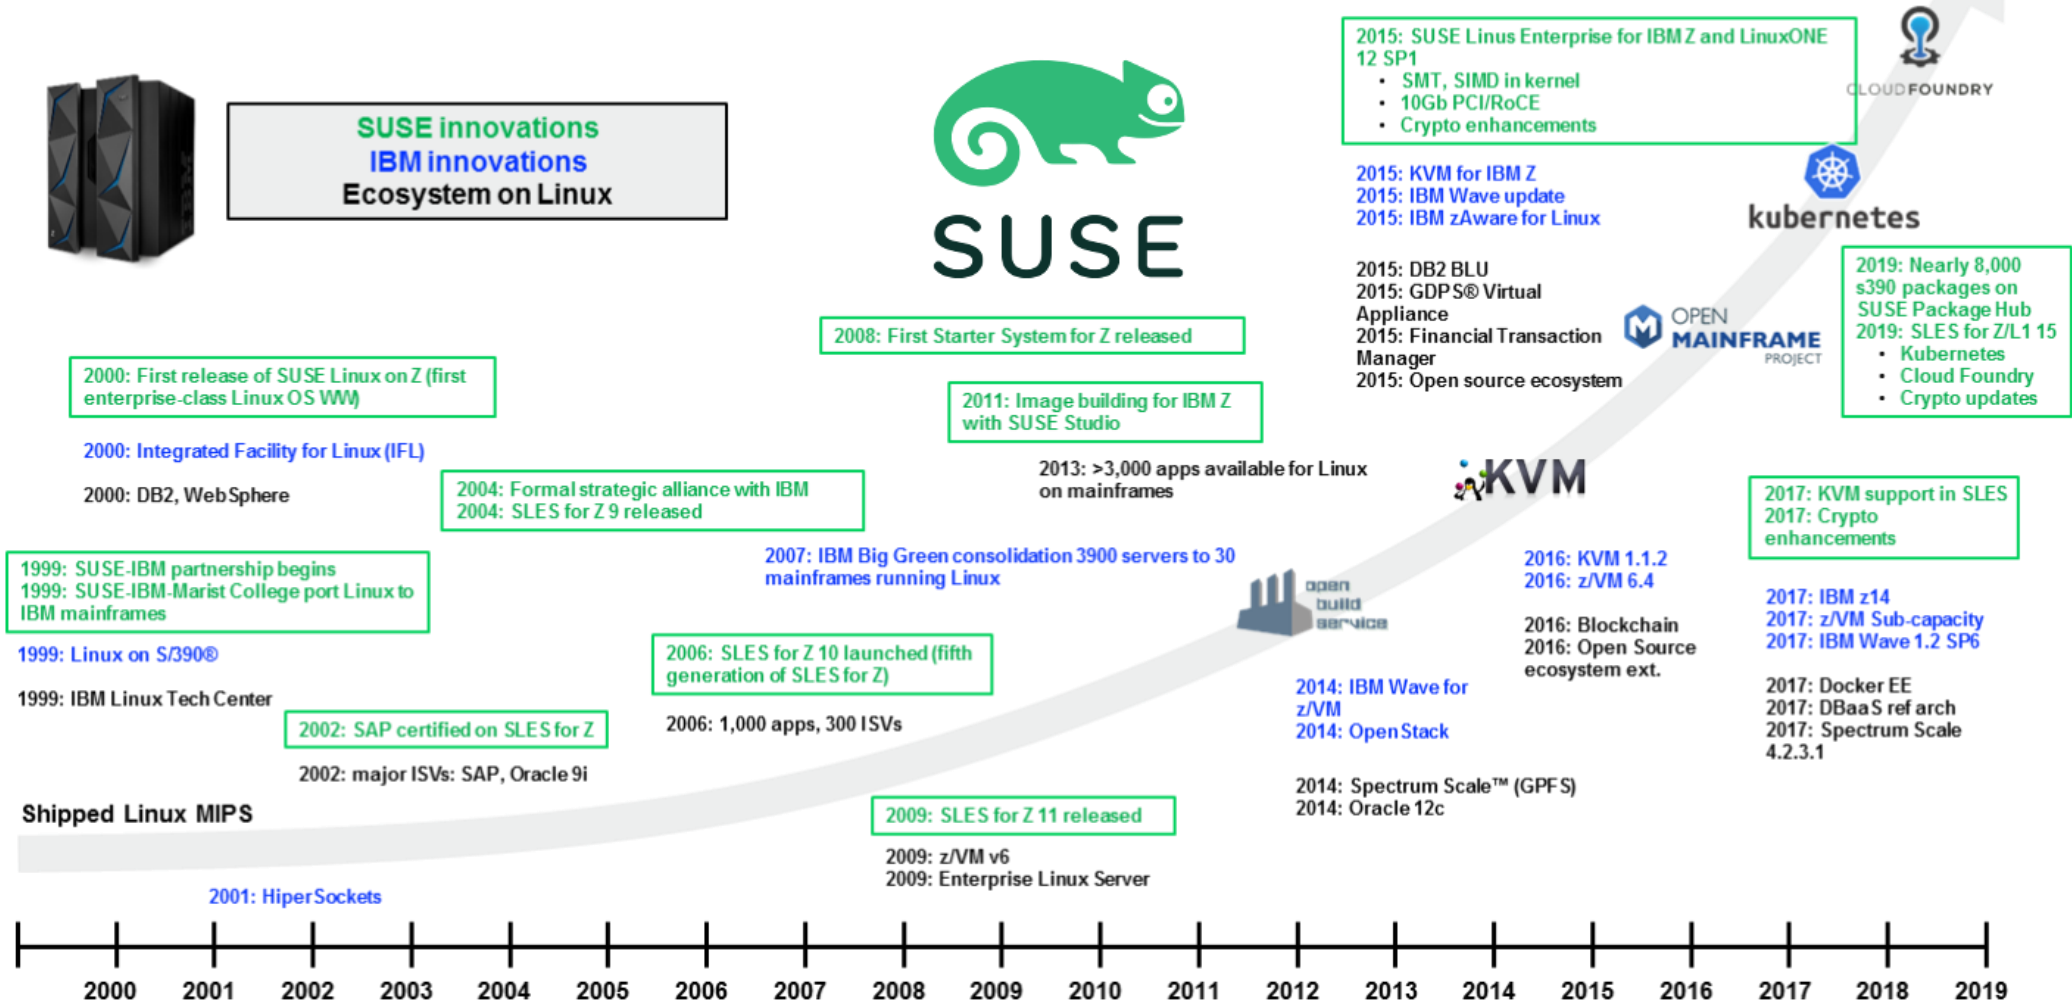 SUSE innovations
IBM innovations
Ecosystem on Linux
IBM
SUSE
2015: SUSE Linus Enterprise for IBM Z and LinuxONE
12 SP1
• SMT, SIMD in kernel
• 10Gb PCI/RoCE
• Crypto enhancements
CLOUDFOUNDRY
2015: KVM for IBM Z
2015: IBM Wave update
2015: IBM zAware for Linux
kubernetes
2015: DB2 BLU
2015: GDPS® Virtual
Appliance
2015: Financial Transaction
Manager
2015: Open source ecosystem
OPEN
MAINFRAME
PROJECT
2019: Nearly 8,000
s390 packages on
SUSE Package Hub
2019: SLES for Z/L1 15
• Kubernetes
• Cloud Foundry
• Crypto updates
2008: First Starter System for Z released
2000: First release of SUSE Linux on Z (first
enterprise-class Linux OS WW)
2011: Image building for IBM Z
with SUSE Studio
2000: Integrated Facility for Linux (IFL)
2000: DB2, WebSphere
2004: Formal strategic alliance with IBM
2004: SLES for Z 9 released
2013: >3,000 apps available for Linux
on mainframes
KVM
2017: KVM support in SLES
2017: Crypto
enhancements
1999: SUSE-IBM partnership begins
1999: SUSE-IBM-Marist College port Linux to
IBM mainframes
2007: IBM Big Green consolidation 3900 servers to 30
mainframes running Linux
open
build
service
2016: KVM 1.1.2
2016: z/VM 6.4
2016: Blockchain
2016: Open Source
ecosystem ext.
2017: IBM z14
2017: z/VM Sub-capacity
2017: IBM Wave 1.2 SP6
2017: Docker EE
2017: DBaaS ref arch
2017: Spectrum Scale
4.2.3.1
1999: Linux on S/390®
1999: IBM Linux Tech Center
2006: SLES for Z 10 launched (fifth
generation of SLES for Z)
2006: 1,000 apps, 300 ISVs
2002: SAP certified on SLES for Z
2002: major ISVs: SAP, Oracle 9i
2014: IBM Wave for
z/VM
2014: OpenStack
2014: Spectrum Scale™ (GPFS)
2014: Oracle 12c
Shipped Linux MIPS
2009: SLES for Z 11 released
2009: z/VM v6
2009: Enterprise Linux Server
2001: HiperSockets
2000 2001 2002 2003 2004 2005 2006 2007 2008 2009 2010 2011 2012 2013 2014 2015 2016 2017 2018 2019